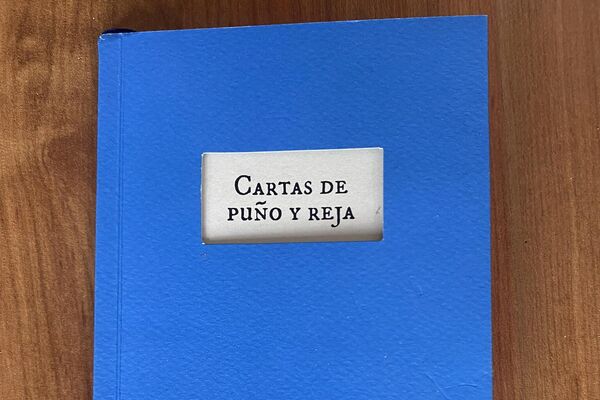 Cartas de
puño y reja